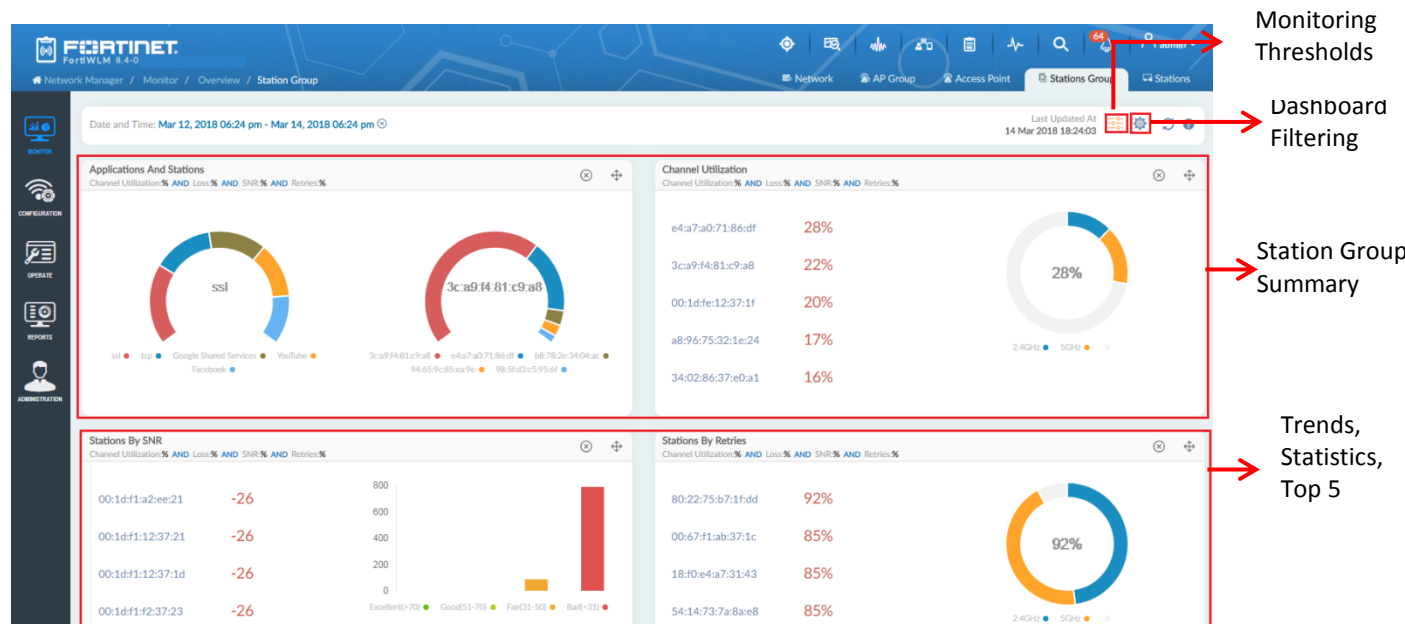 Monitoring
Thresholds
FORTINET
FortiWLM 8.4-0
64
admin
Network Manager / Monitor / Overview / Station Group
Network
AP Group
Access Point
Stations Group
Stations
Dashboard
Filtering
Date and Time: Mar 12, 2018 06:24 pm - Mar 14, 2018 06:24 pm
Last Updated At
14 Mar 2018 18:24:03
MONITOR
CONFIGURATION
OPERATE
REPORTS
ADMINISTRATION
Applications And Stations
Channel Utilization:% AND Loss:% AND SNR:% AND Retries:%
ssl
3c:a9:f4:81:c9:a8
ssl
tcp
Google Shared Services
YouTube
Facebook
3c:a9:f4:81:c9:a8
e4:a7:a0:71:86:df
b8:78:2e:34:04:ac
94:65:9c:85:ea:9e
98:5f:d3:c5:95:6f
Channel Utilization
Channel Utilization:% AND Loss:% AND SNR:% AND Retries:%
e4:a7:a0:71:86:df 28%
3c:a9:f4:81:c9:a8 22%
00:1d:fe:12:37:1f 20%
a8:96:75:32:1e:24 17%
34:02:86:37:e0:a1 16%
28%
2.4GHz
5GHz
Station Group
Summary
Stations By SNR
Channel Utilization:% AND Loss:% AND SNR:% AND Retries:%
00:1d:f1:a2:ee:21 -26
00:1d:f1:12:37:21 -26
00:1d:f1:12:37:1d -26
00:1d:f1:f2:37:23 -26
800
600
400
200
0
Excellent(>70)
Good(51-70)
Fair(31-50)
Bad(<31)
Stations By Retries
Channel Utilization:% AND Loss:% AND SNR:% AND Retries:%
80:22:75:b7:1f:dd 92%
00:67:f1:ab:37:1c 85%
18:f0:e4:a7:31:43 85%
54:14:73:7a:8a:e8 85%
92%
2.4GHz
5GHz
Trends,
Statistics,
Top 5